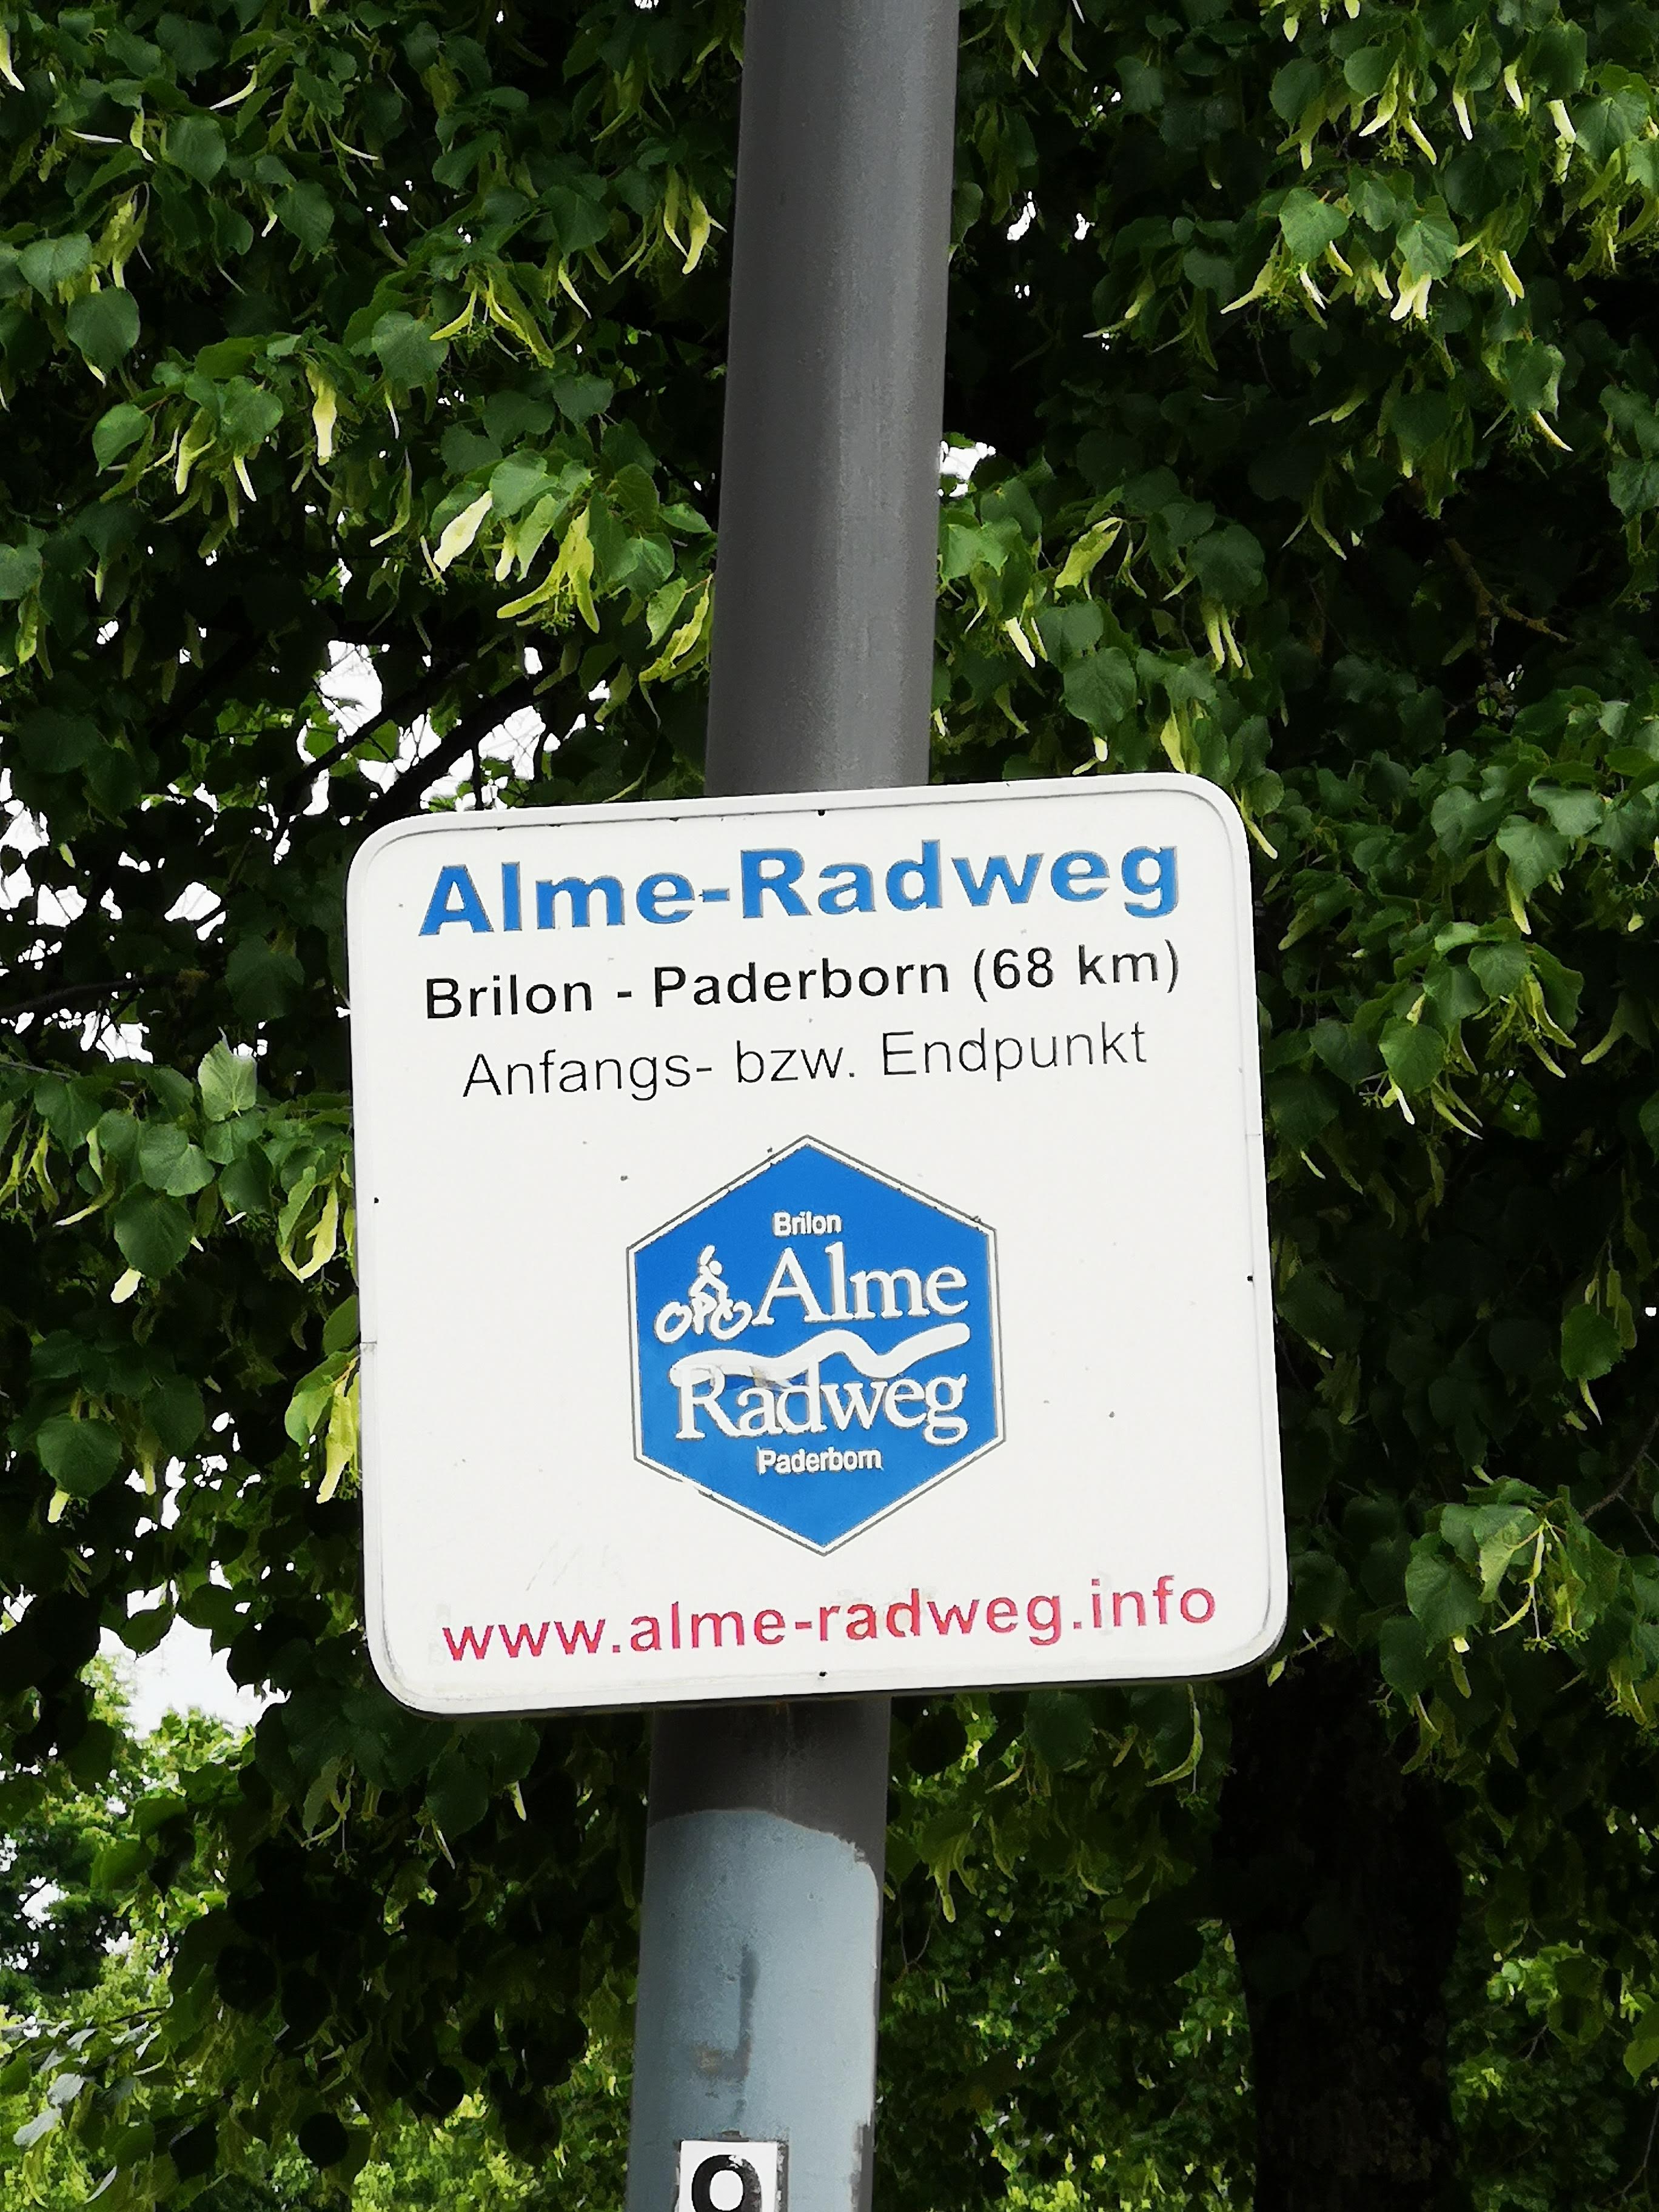 Alme-Radweg
Brilon - Paderborn (68 km)
Anfangs- bzw. Endpunkt
Brilon
Alme
Radweg
Paderborn
www.alme-radweg.info